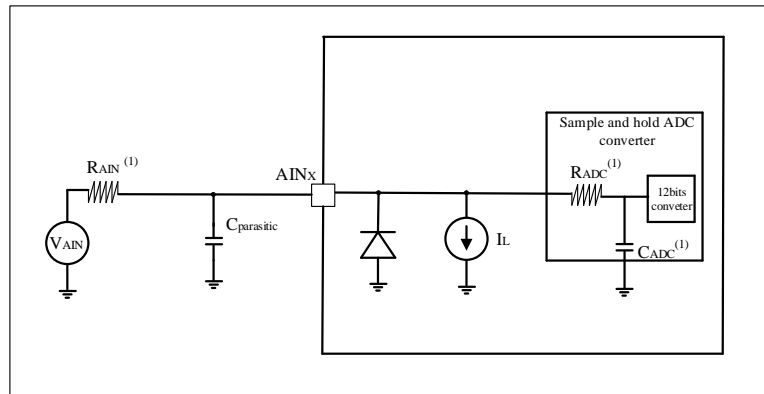 Sample and hold ADC
converter
RAIN (1)
AINX
RADC(1)
12bits
conveter
VAIN
Cparasitic
IL
CADC(1)